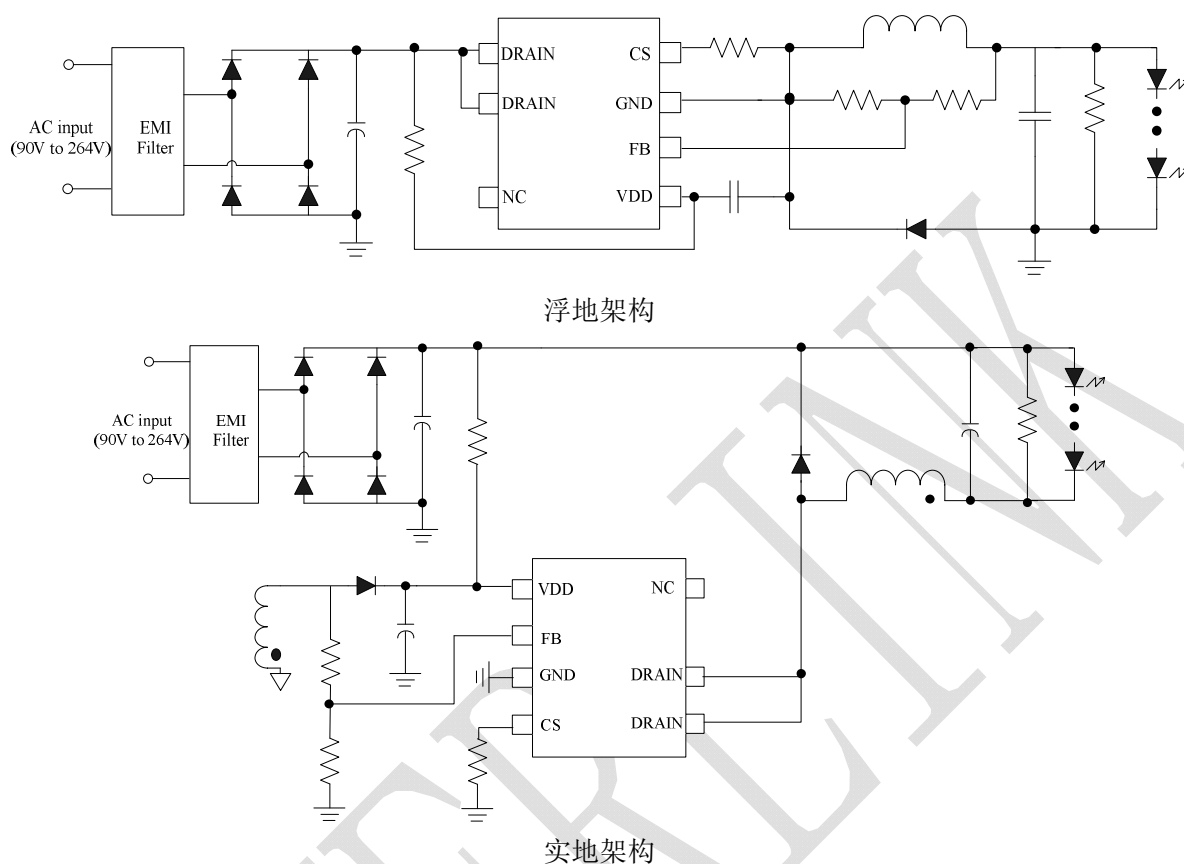 DRAIN
CS
DRAIN
GND
FB
NC
VDD
AC input
(90V to 264V)
EMI
Filter
浮地架构
AC input
(90V to 264V)
EMI
Filter
VDD
NC
FB
GND
DRAIN
CS
DRAIN
实地架构